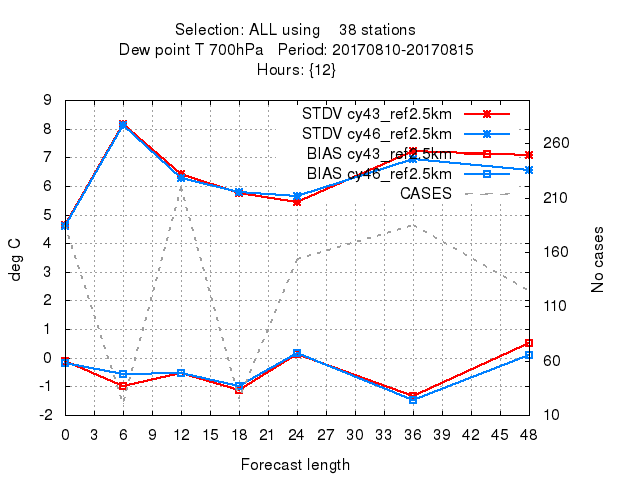 Selection: ALL using    38 stations
Dew point T 700hPa   Period: 20170810-20170815
Hours: {12}
STDV cy43_ref2.5km
STDV cy46_ref2.5km
BIAS cy43_ref2.5km
BIAS cy46_ref2.5km
CASES
deg C
9
8
7
6
5
4
3
2
1
0
-1
-2
No cases
260
210
160
110
60
10
0 3 6 9 12 15 18 21 24 27 30 33 36 39 42 45 48
Forecast length